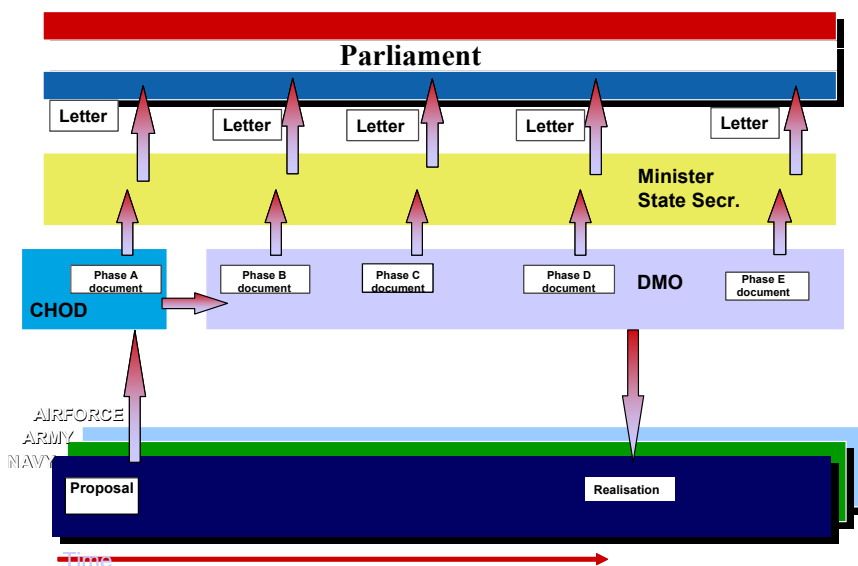 Parliament
Letter
Letter
Letter
Letter
Letter
Minister
State Secr.
Phase A
document
Phase B
document
Phase C
document
Phase D
document
Phase E
document
DMO
CHOD
AIRFORCE
ARMY
NAVY
Proposal
Realisation
Time